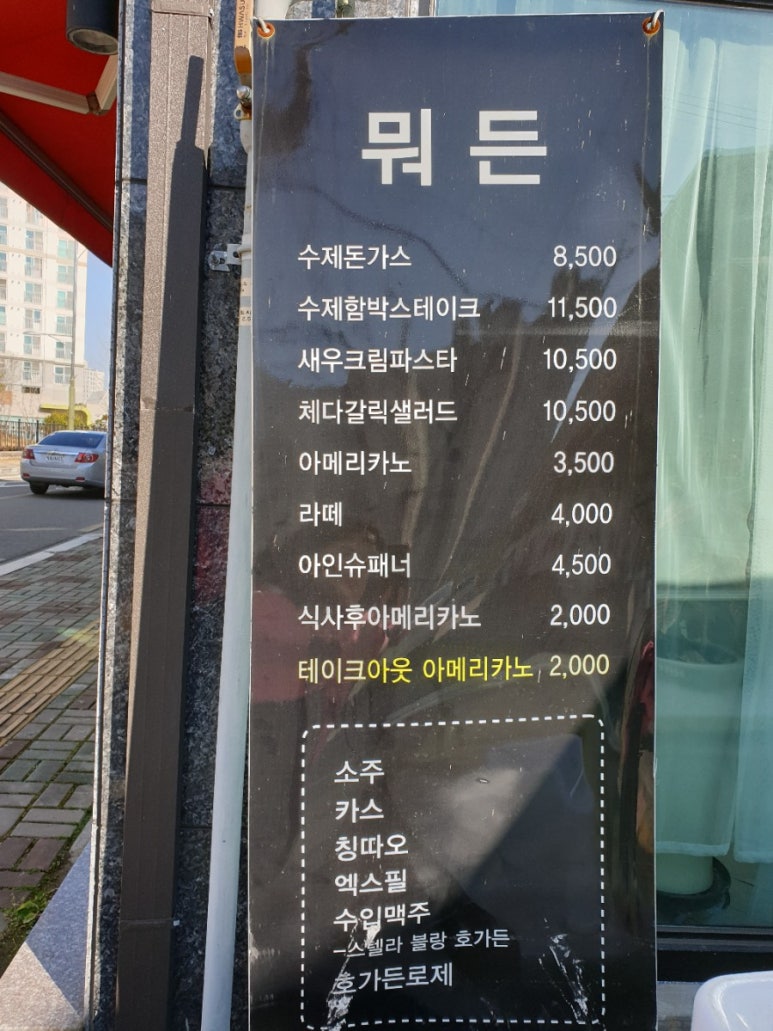 뭐든
수제돈가스 8,500
수제함박스테이크 11,500
새우크림파스타 10,500
체다갈릭샐러드 10,500
아메리카노 3,500
라떼 4,000
아인슈패너 4,500
식사후아메리카노 2,000
테이크아웃 아메리카노 2,000
소주
카스
칭따오
엑스필
수입맥주
-스텔라 블랑 호가든
호가든로제